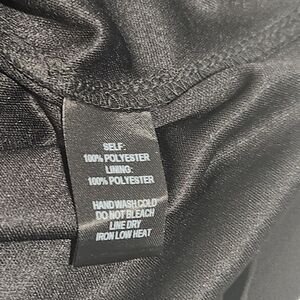 SELF:
100% POLYESTER
LINING:
100% POLYESTER
HAND WASH COLD
DO NOT BLEACH
LINE DRY
IRON LOW HEAT